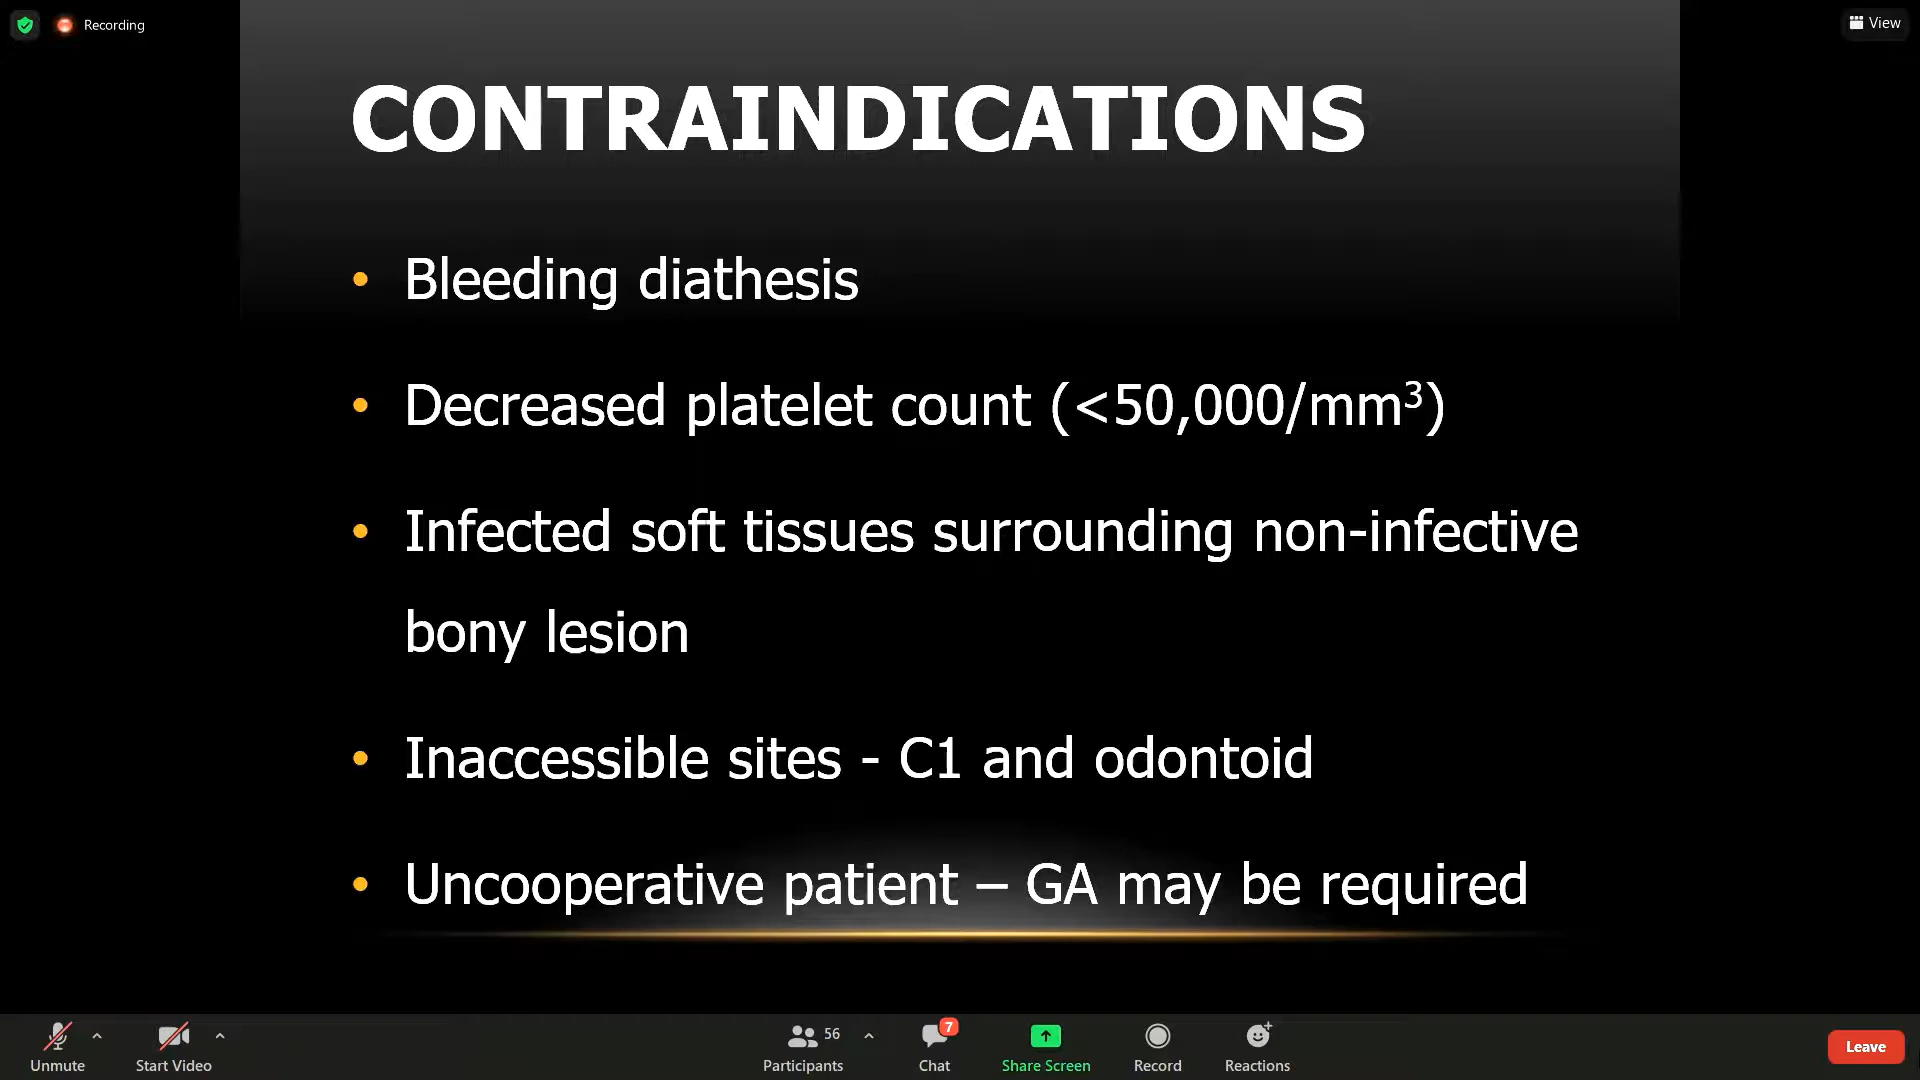 Recording
View
CONTRAINDICATIONS
• Bleeding diathesis
• Decreased platelet count (<50,000/mm³)
• Infected soft tissues surrounding non-infective
bony lesion
• Inaccessible sites - C1 and odontoid
• Uncooperative patient – GA may be required
Unmute
Start Video
56
Participants
7
Chat
Share Screen
Record
Reactions
Leave